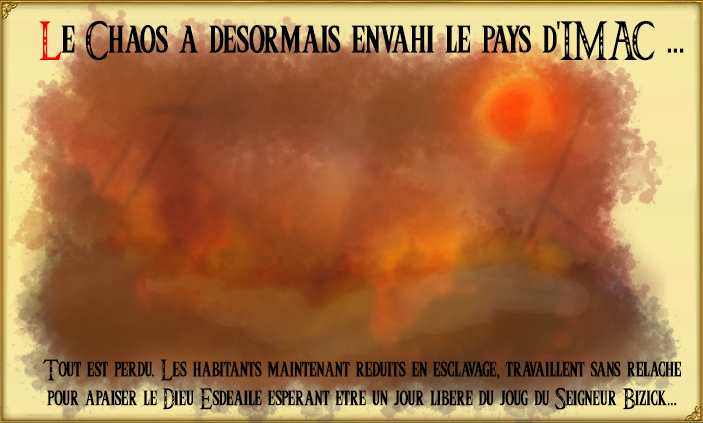 Le Chaos a desormais envahi le pays d'IMAC ...
Tout est perdu. Les habitants maintenant reduits en esclavage, travaillent sans relache
pour apaiser le Dieu Esdeaile esperant etre un jour libere du joug du Seigneur Bizick...